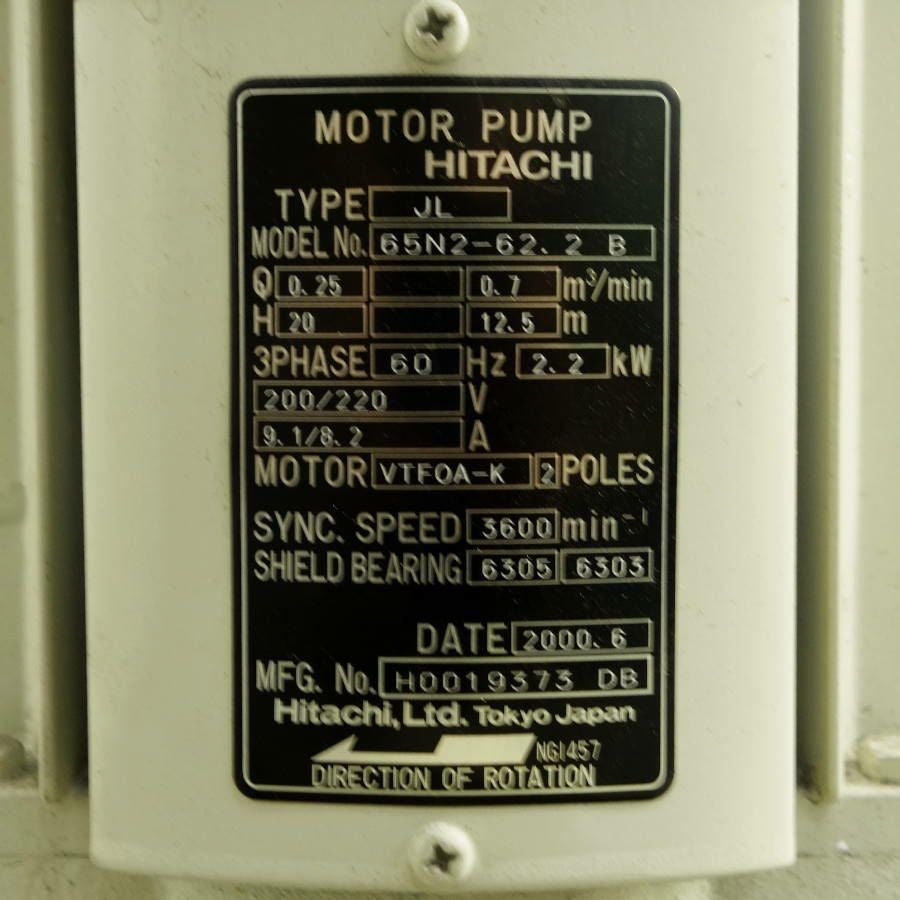 MOTOR PUMP
HITACHI
TYPE JL
MODEL No. 65N2-62.2 B
Q 0.25 0.7 m³/min
H 20 12.5 m
3PHASE 60 Hz 2.2 kW
200/220 V
9.1/8.2 A
MOTOR VTFOA-K 2 POLES
SYNC. SPEED 3600 min⁻¹
SHIELD BEARING 6305 6303
DATE 2000.6
MFG. No. H0019373 DB
Hitachi, Ltd. Tokyo Japan
NG1457
DIRECTION OF ROTATION